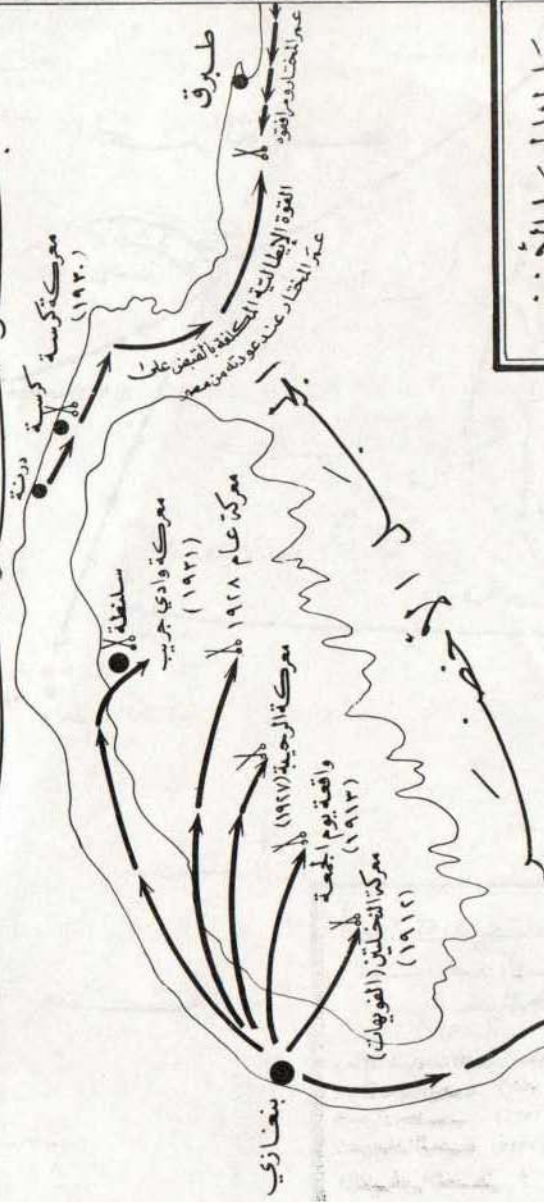 طبرق
عمر المختار ومرافقوه
القوة الإيطالية المكلفة بالقبض على
عمر المختار عند عودته من مصر
معركة كرسة
(١٩٣٠)
كرسة
درنة
سلنطة
معركة وادي جريب
(١٩٣١)
معركة عام ١٩٢٨
معركة الرحيبة (١٩٢٧)
واقعة يوم الجمعة
(١٩١٣)
معركة النخلتين (الفويهات)
(١٩١٢)
بنغازي